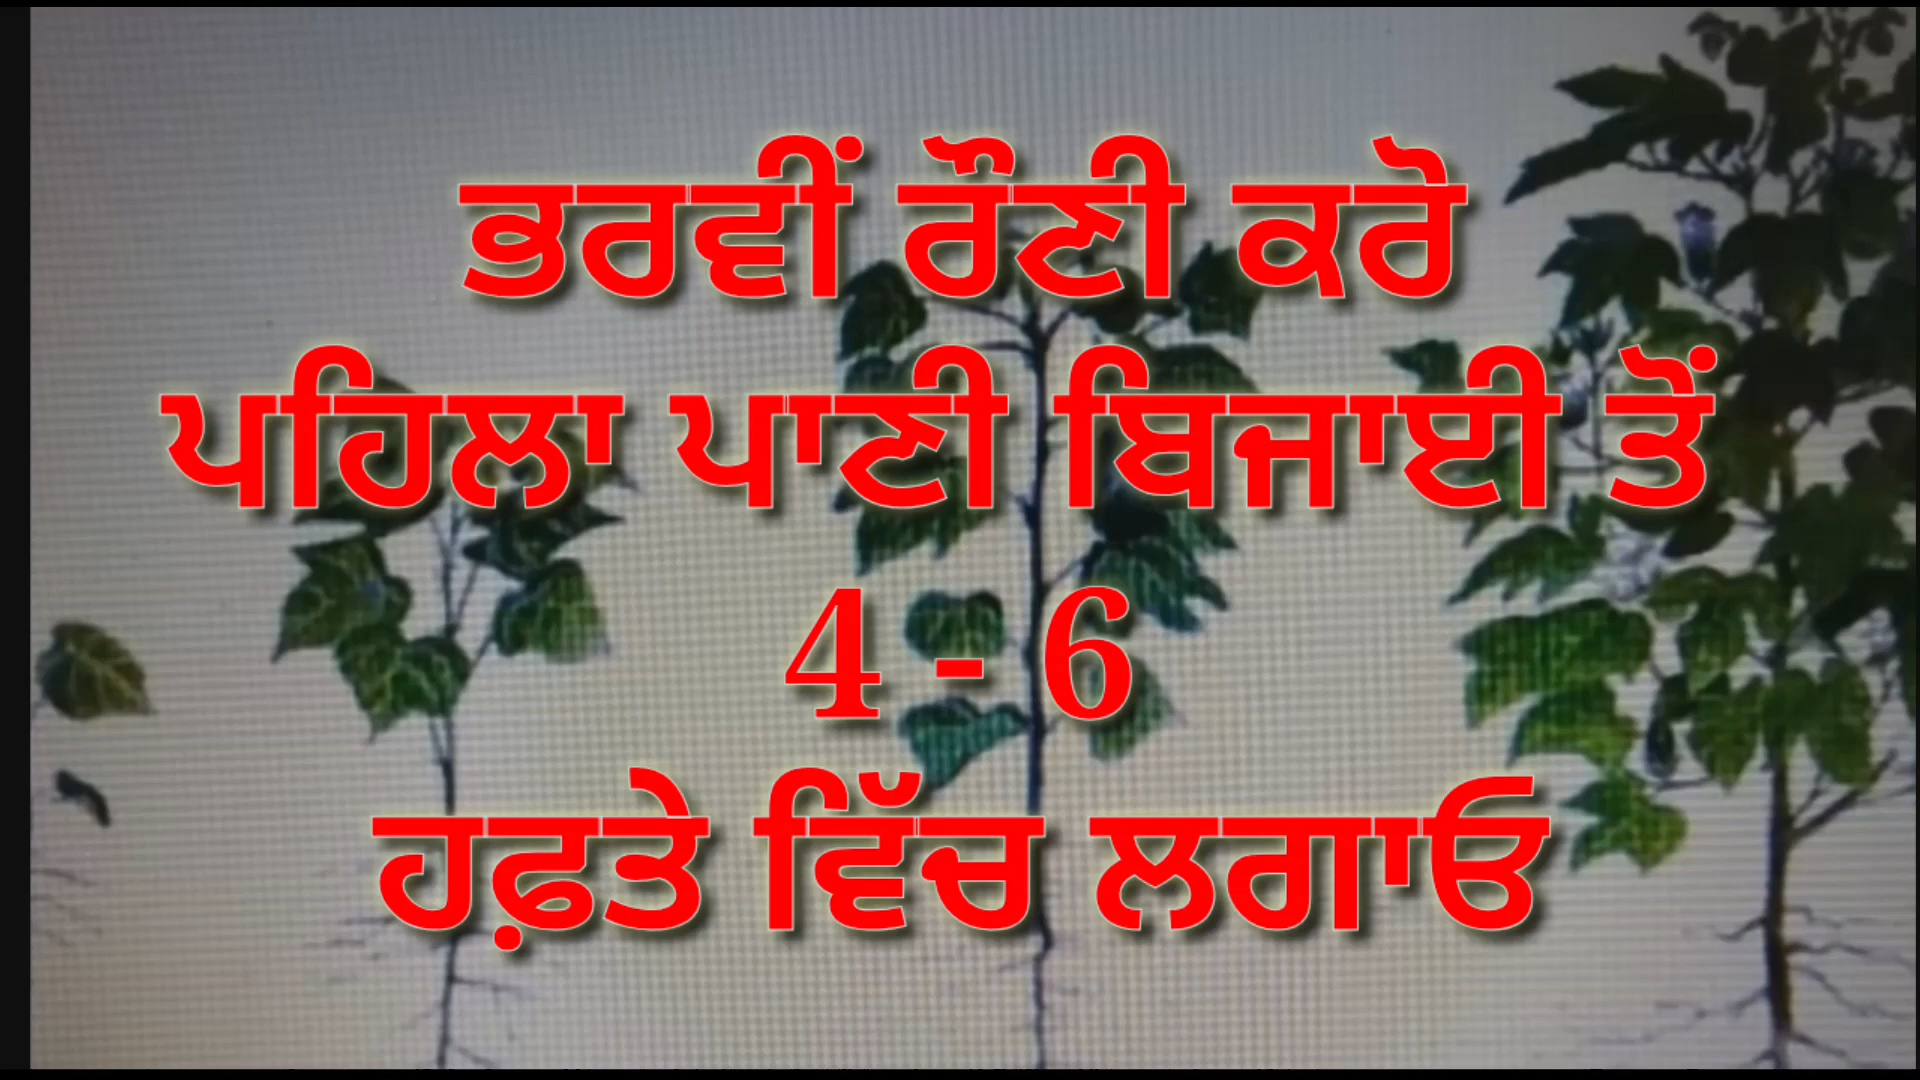 ਭਰਵੀਂ ਰੌਣੀ ਕਰੋ
ਪਹਿਲਾ ਪਾਣੀ ਬਿਜਾਈ ਤੋਂ
4 - 6
ਹਫ਼ਤੇ ਵਿੱਚ ਲਗਾਓ